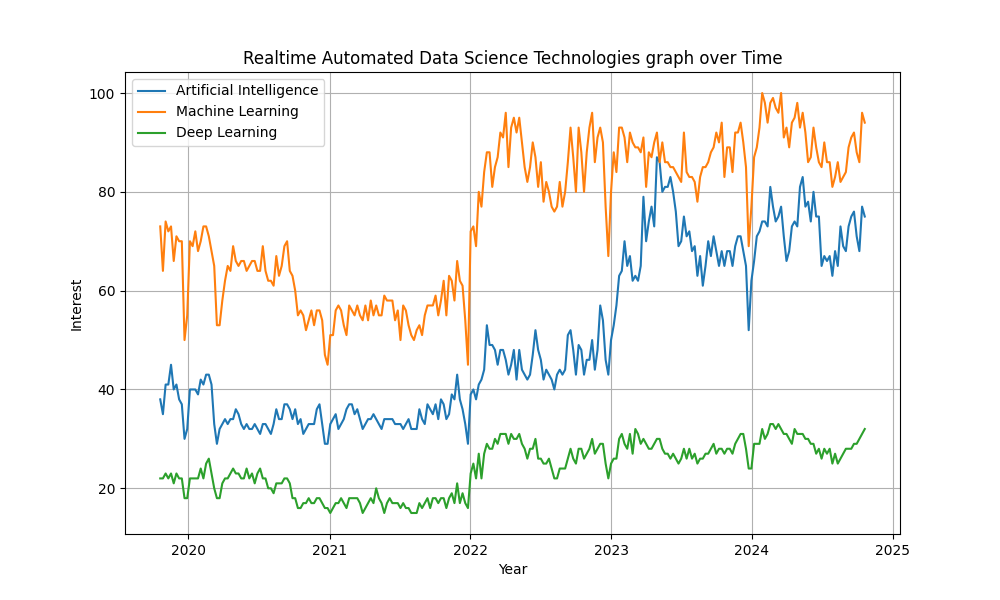 Realtime Automated Data Science Technologies graph over Time
Artificial Intelligence
Machine Learning
Deep Learning
100
80
60
40
20
Interest
2020 2021 2022 2023 2024 2025
Year